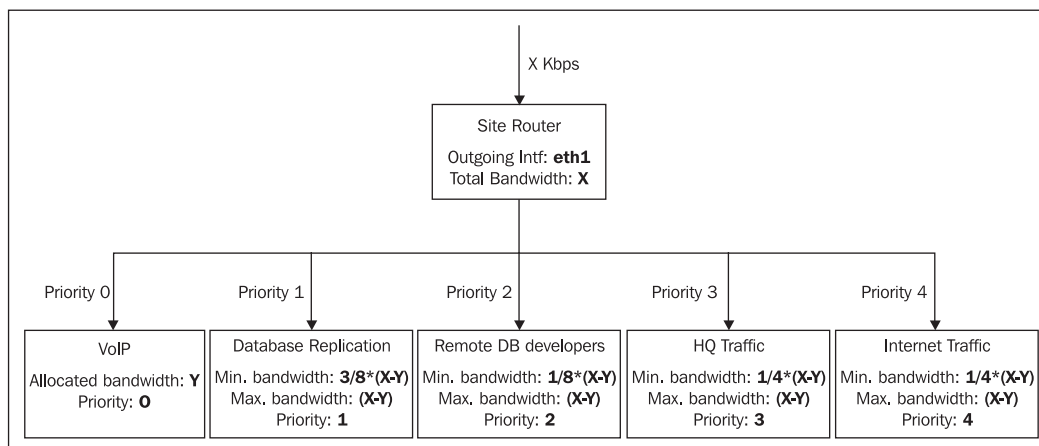 X Kbps
Site Router
Outgoing Intf: eth1
Total Bandwidth: X
Priority 0
Priority 1
Priority 2
Priority 3
Priority 4
VoIP
Allocated bandwidth: Y
Priority: 0
Database Replication
Min. bandwidth: 3/8*(X-Y)
Max. bandwidth: (X-Y)
Priority: 1
Remote DB developers
Min. bandwidth: 1/8*(X-Y)
Max. bandwidth: (X-Y)
Priority: 2
HQ Traffic
Min. bandwidth: 1/4*(X-Y)
Max. bandwidth: (X-Y)
Priority: 3
Internet Traffic
Min. bandwidth: 1/4*(X-Y)
Max. bandwidth: (X-Y)
Priority: 4